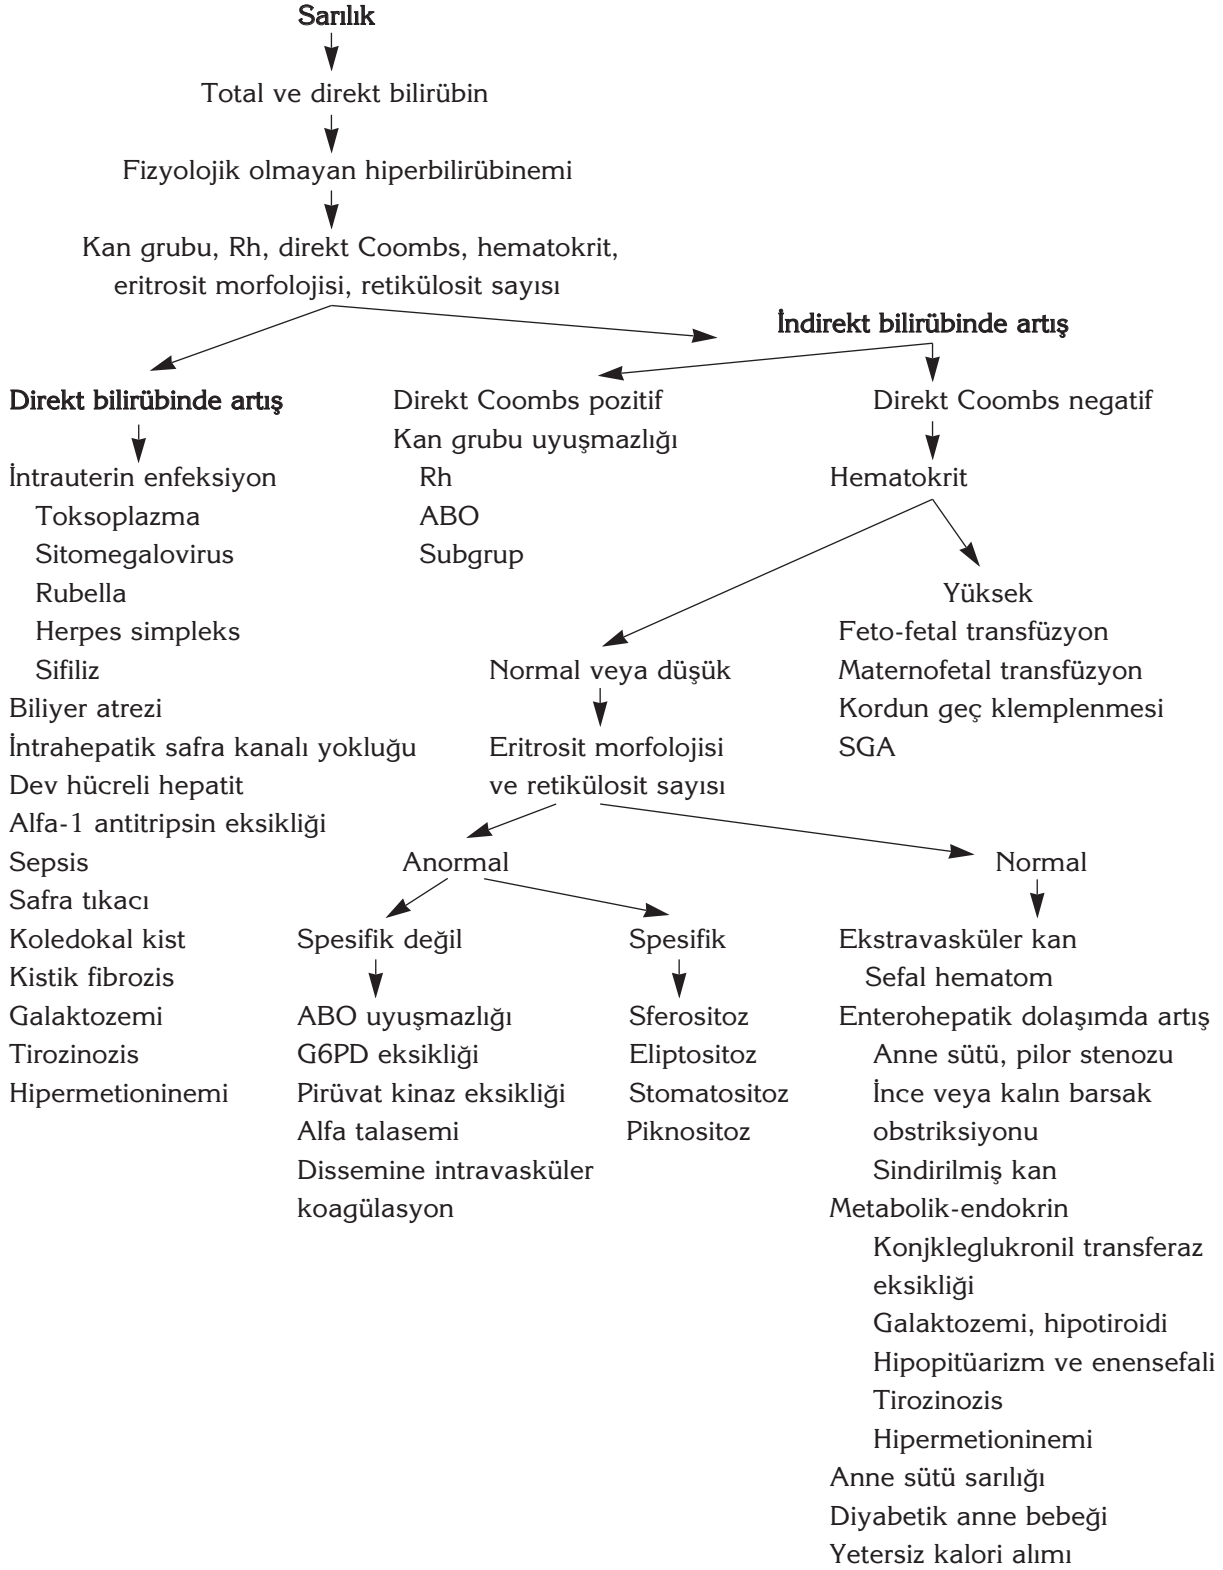 Sarılık
Total ve direkt bilirübin
Fizyolojik olmayan hiperbilirübinemi
Kan grubu, Rh, direkt Coombs, hematokrit,
eritrosit morfolojisi, retikülosit sayısı
Direkt bilirübinde artış
İntrauterin enfeksiyon
Toksoplazma
Sitomegalovirus
Rubella
Herpes simpleks
Sifiliz
Biliyer atrezi
İntrahepatik safra kanalı yokluğu
Dev hücreli hepatit
Alfa-1 antitripsin eksikliği
Sepsis
Safra tıkacı
Koledokal kist
Kistik fibrozis
Galaktozemi
Tirozinozis
Hipermetioninemi
İndirekt bilirübinde artış
Direkt Coombs pozitif
Kan grubu uyuşmazlığı
Rh
ABO
Subgrup
Direkt Coombs negatif
Hematokrit
Yüksek
Feto-fetal transfüzyon
Maternofetal transfüzyon
Kordun geç klemplenmesi
SGA
Normal veya düşük
Eritrosit morfolojisi
ve retikülosit sayısı
Anormal
Spesifik değil
ABO uyuşmazlığı
G6PD eksikliği
Pirüvat kinaz eksikliği
Alfa talasemi
Dissemine intravasküler
koagülasyon
Spesifik
Sferositoz
Eliptositoz
Stomatositoz
Piknositoz
Normal
Ekstravasküler kan
Sefal hematom
Enterohepatik dolaşımda artış
Anne sütü, pilor stenozu
İnce veya kalın barsak
obstriksiyonu
Sindirilmiş kan
Metabolik-endokrin
Konjkleglukronil transferaz
eksikliği
Galaktozemi, hipotiroidi
Hipopitüarizm ve enensefali
Tirozinozis
Hipermetioninemi
Anne sütü sarılığı
Diyabetik anne bebeği
Yetersiz kalori alımı